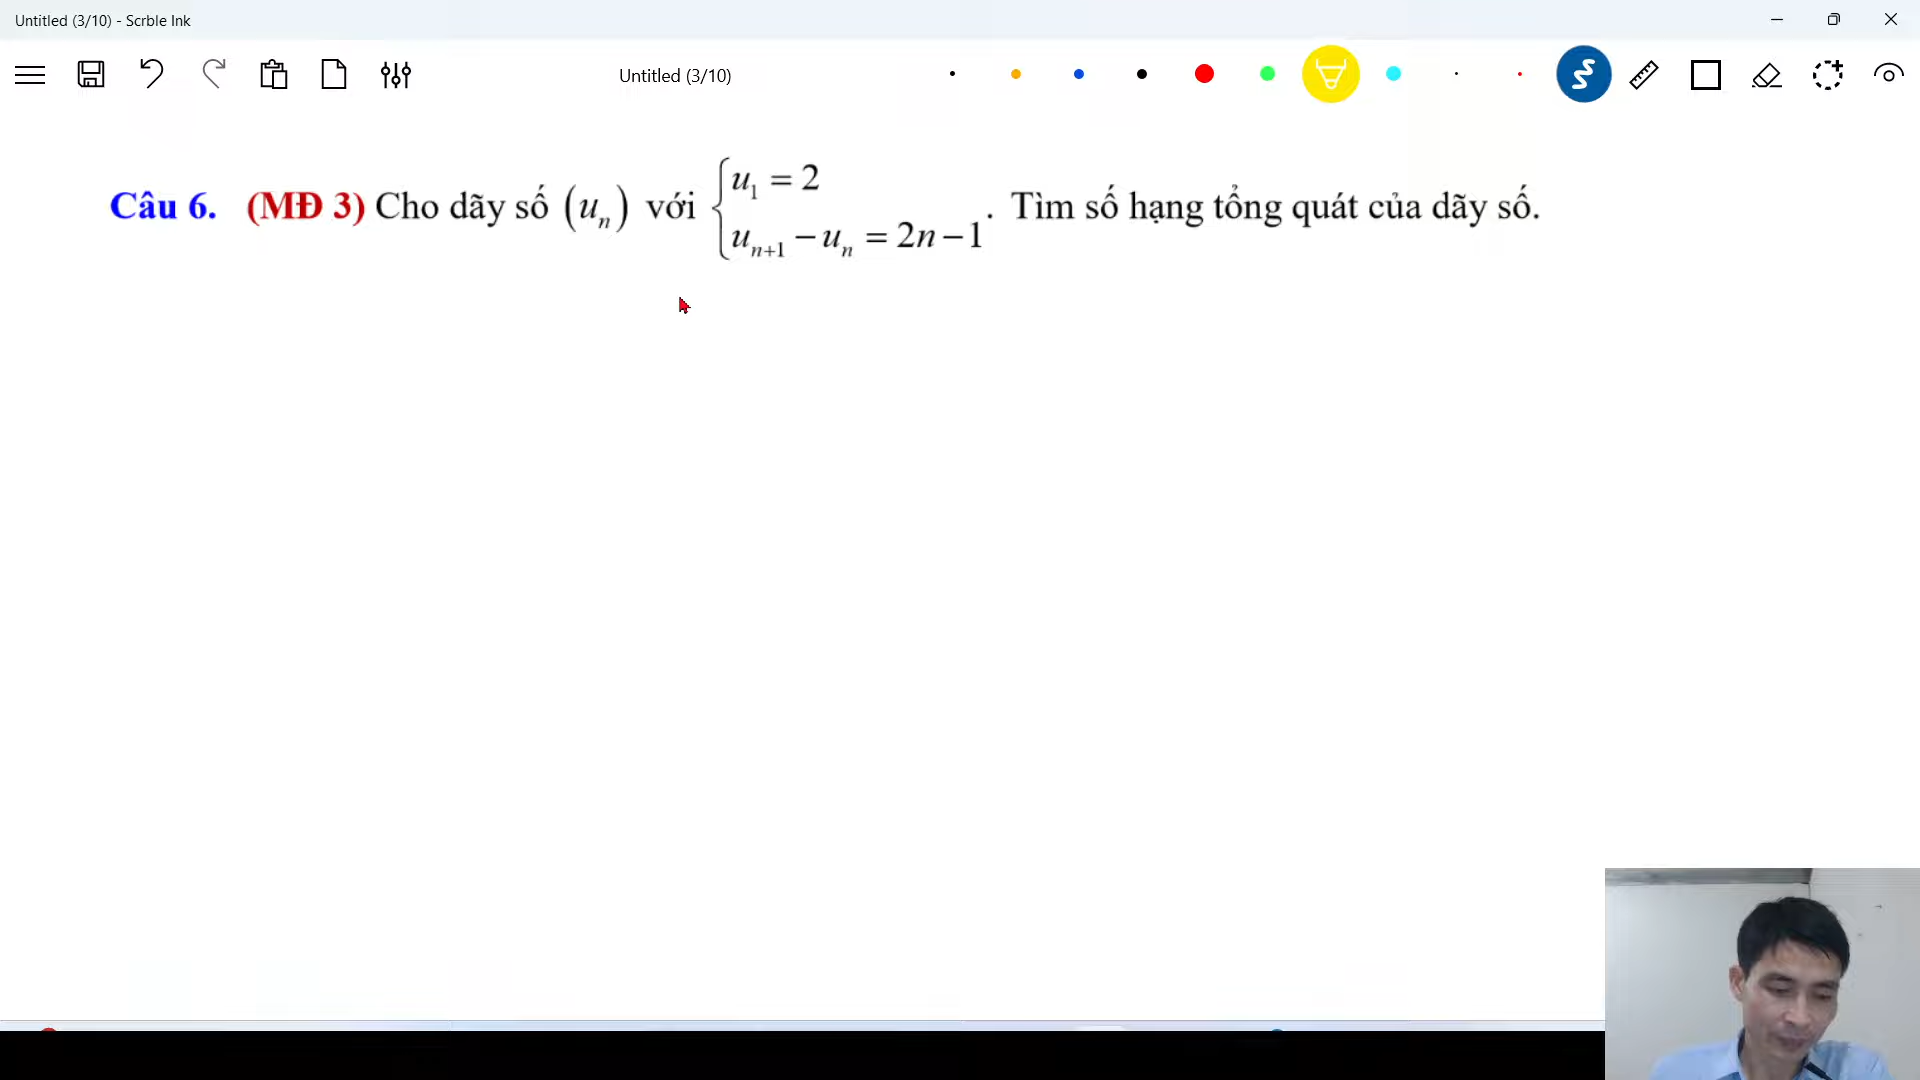 Untitled (3/10) - Scrble Ink
Untitled (3/10)
Câu 6. (MĐ 3) Cho dãy số (uₙ) với { u₁ = 2 ; uₙ₊₁ − uₙ = 2n − 1 . Tìm số hạng tổng quát của dãy số.